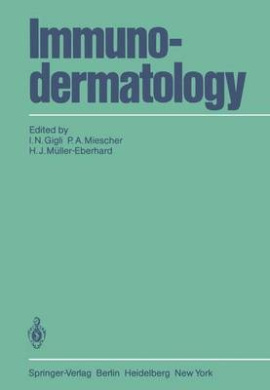 Immuno-
dermatology
Edited by
I.N. Gigli P.A. Miescher
H.J. Müller-Eberhard
Springer-Verlag Berlin Heidelberg New York